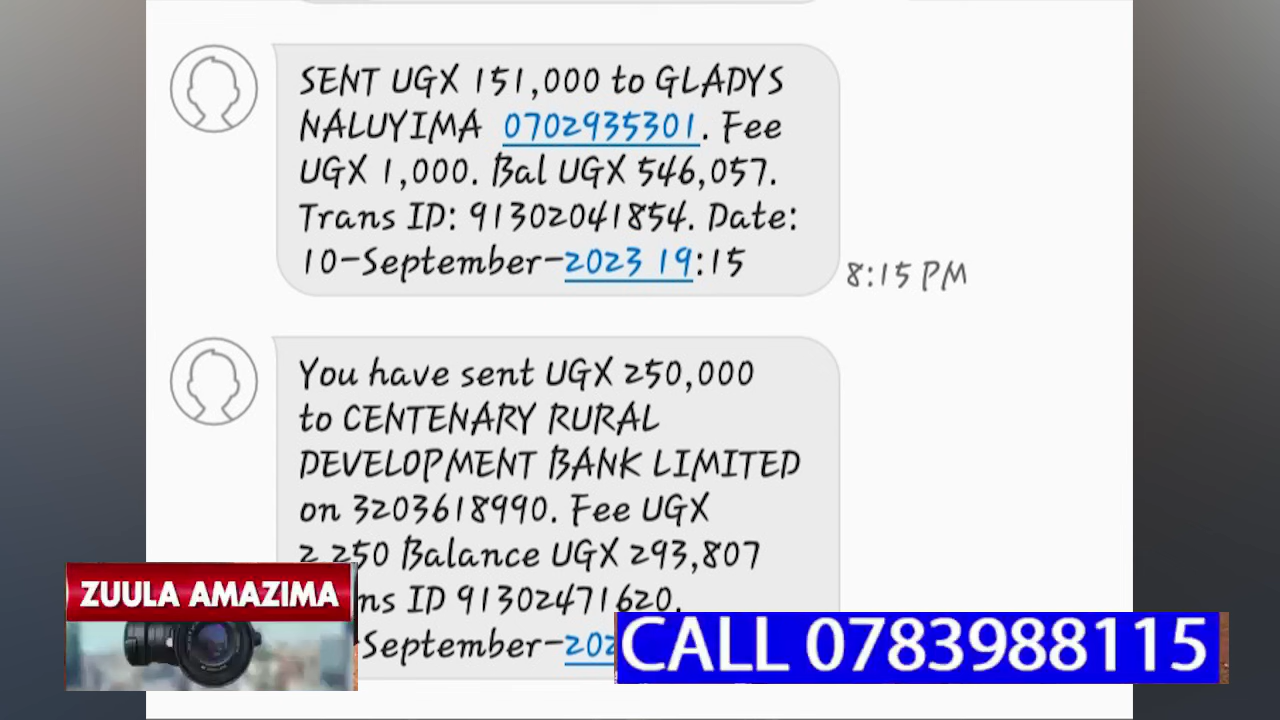 SENT UGX 151,000 to GLADYS
NALUYIMA 0702935301. Fee
UGX 1,000. Bal UGX 546,057.
Trans ID: 91302041854. Date:
10-September-2023 19:15
8:15 PM
You have sent UGX 250,000
to CENTENARY RURAL
DEVELOPMENT BANK LIMITED
on 3203618990. Fee UGX
2,250 Balance UGX 293,807
ns ID 91302471620.
-September-202
ZUULA AMAZIMA
CALL 0783988115